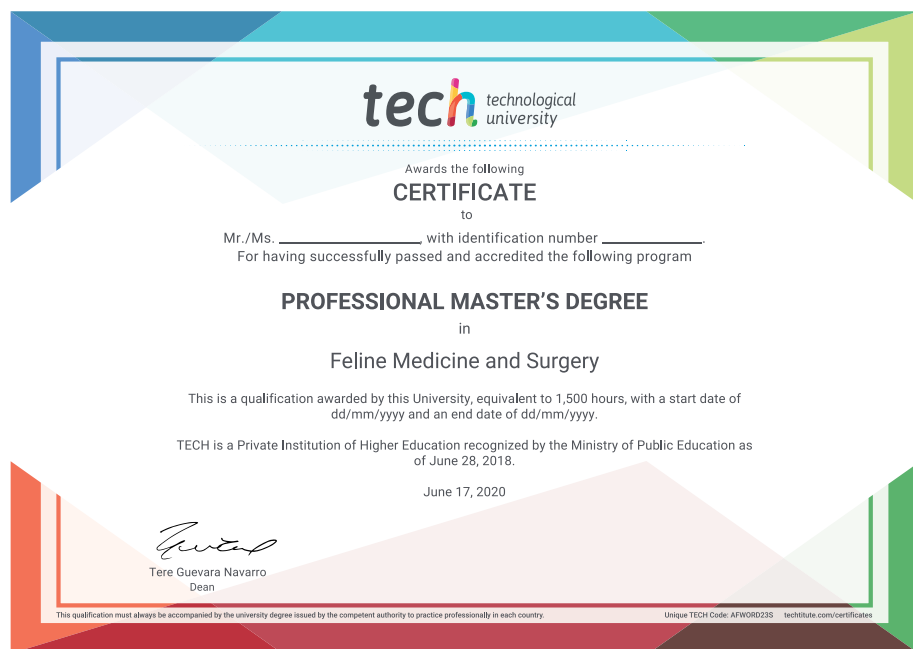 tech technological
university
Awards the following
CERTIFICATE
to
Mr./Ms. ____________________, with identification number ______________.
For having successfully passed and accredited the following program
PROFESSIONAL MASTER'S DEGREE
in
Feline Medicine and Surgery
This is a qualification awarded by this University, equivalent to 1,500 hours, with a start date of
dd/mm/yyyy and an end date of dd/mm/yyyy.
TECH is a Private Institution of Higher Education recognized by the Ministry of Public Education as
of June 28, 2018.
June 17, 2020
Tere Guevara Navarro
Dean
This qualification must always be accompanied by the university degree issued by the competent authority to practice professionally in each country. Unique TECH Code: AFWORD23S techtitute.com/certificates